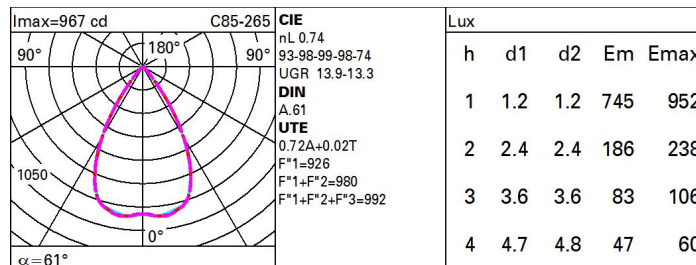 Imax=967 cd C85-265
90° 180° 90°
1050
0°
α=61°
CIE
nL 0.74
93-98-99-98-74
UGR 13.9-13.3
DIN
A.61
UTE
0.72A+0.02T
F"1=926
F"1+F"2=980
F"1+F"2+F"3=992
Lux
h d1 d2 Em Emax
1 1.2 1.2 745 952
2 2.4 2.4 186 238
3 3.6 3.6 83 106
4 4.7 4.8 47 60